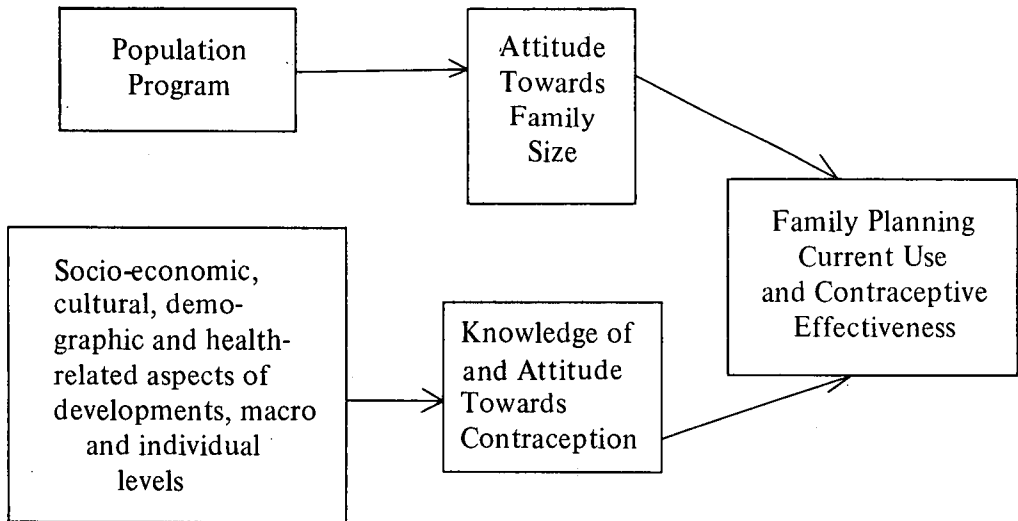 Population
Program
Attitude
Towards
Family
Size
Socio-economic,
cultural, demo-
graphic and health-
related aspects of
developments, macro
and individual
levels
Knowledge of
and Attitude
Towards
Contraception
Family Planning
Current Use
and Contraceptive
Effectiveness